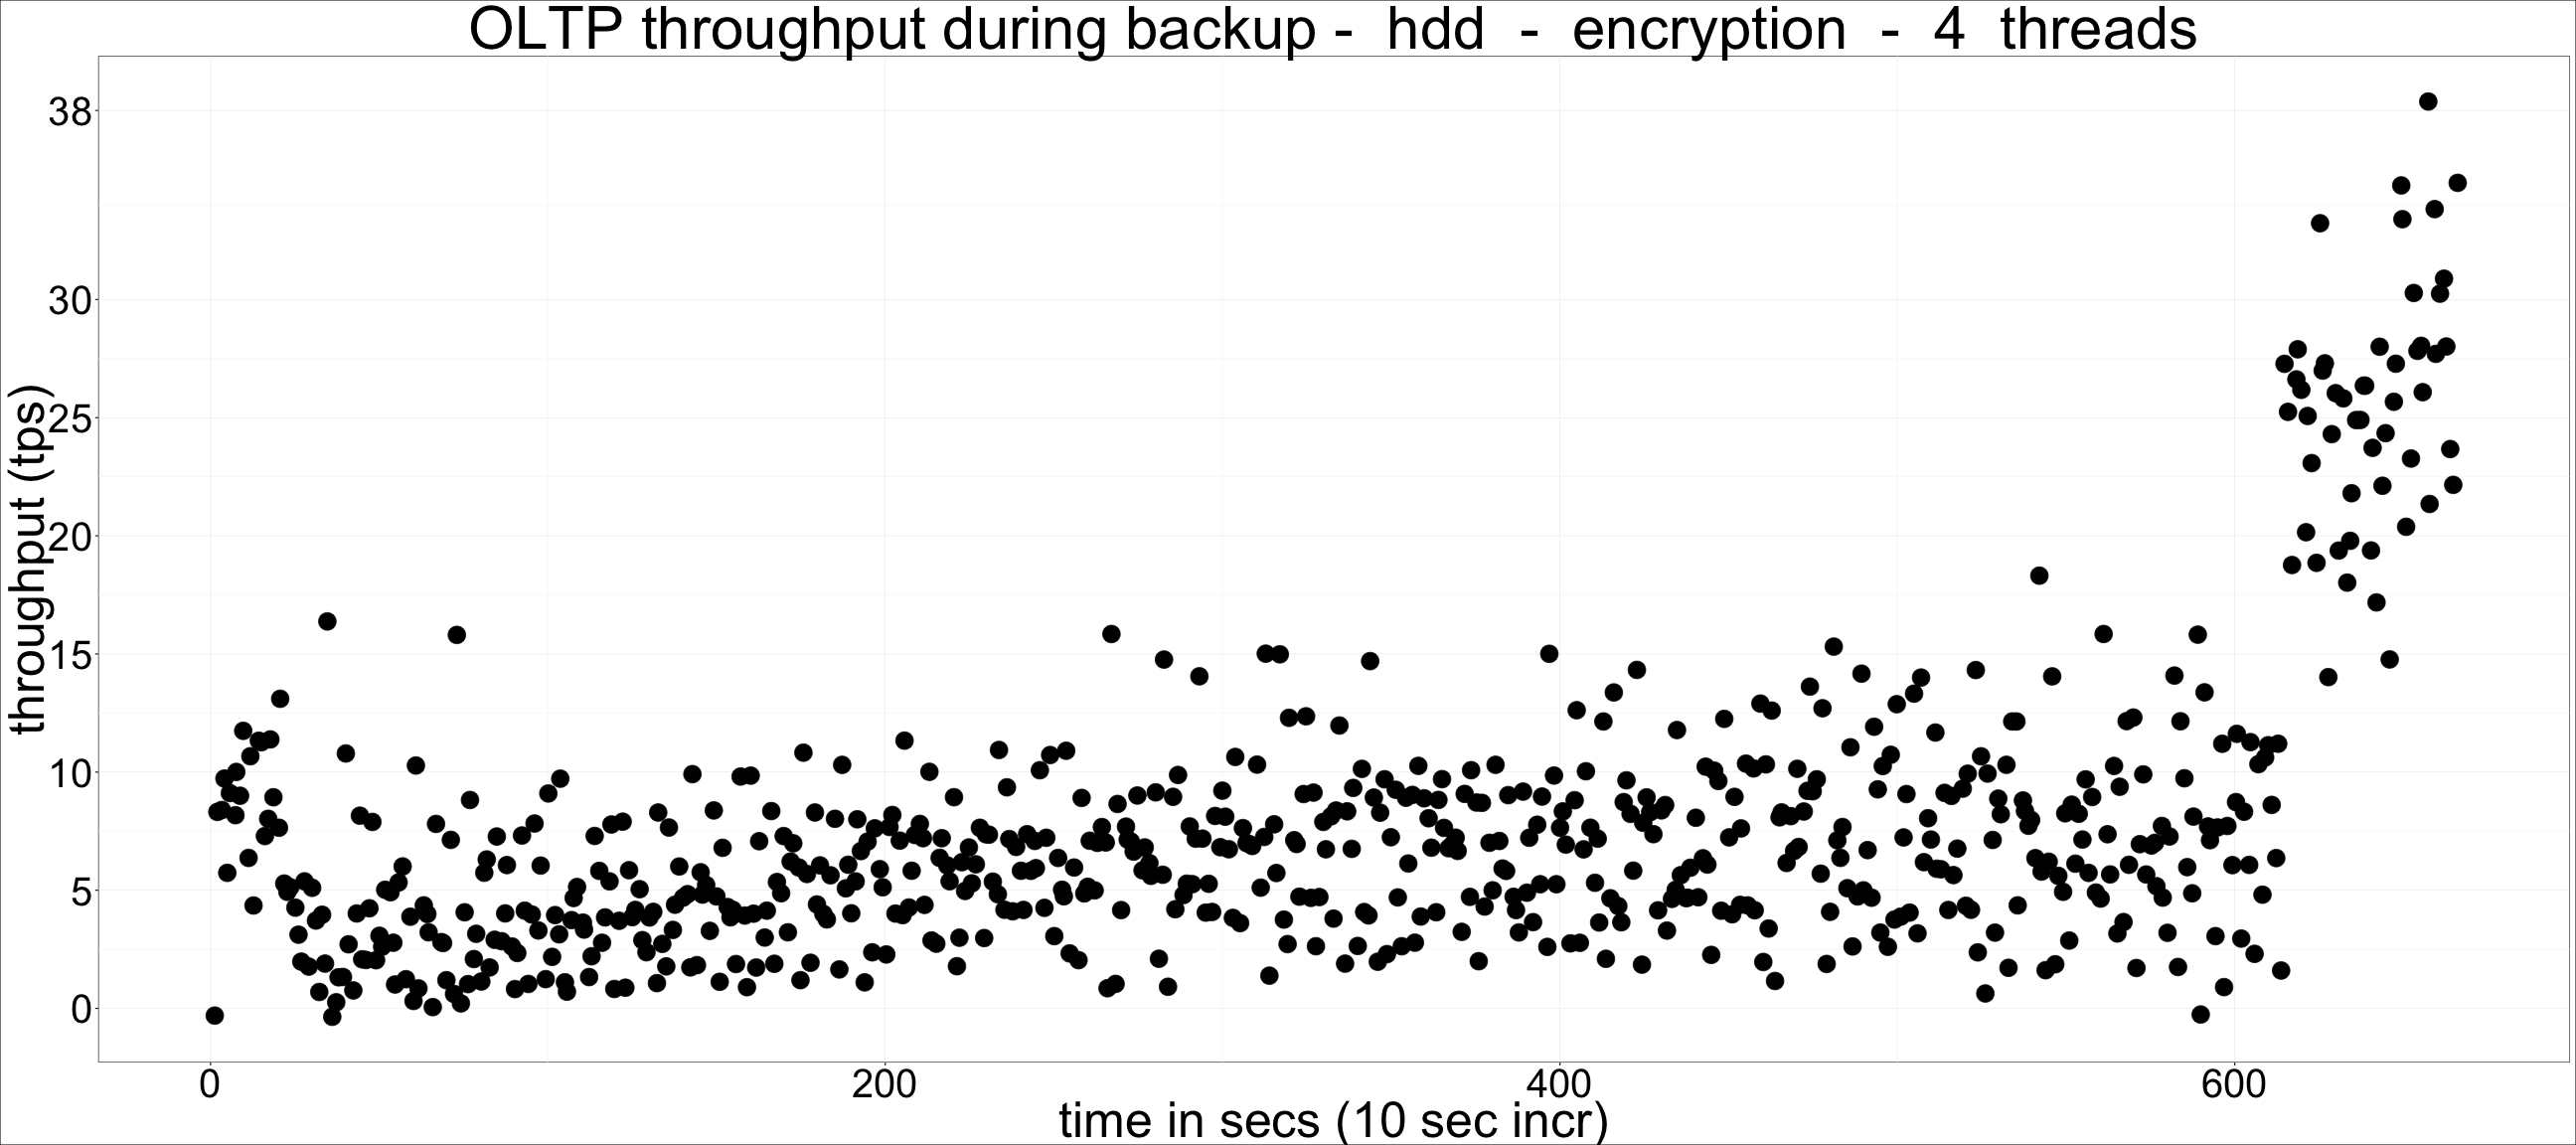 OLTP throughput during backup - hdd - encryption - 4 threads
throughput (tps)
38
30
25
20
15
10
5
0
0 200 400 600
time in secs (10 sec incr)